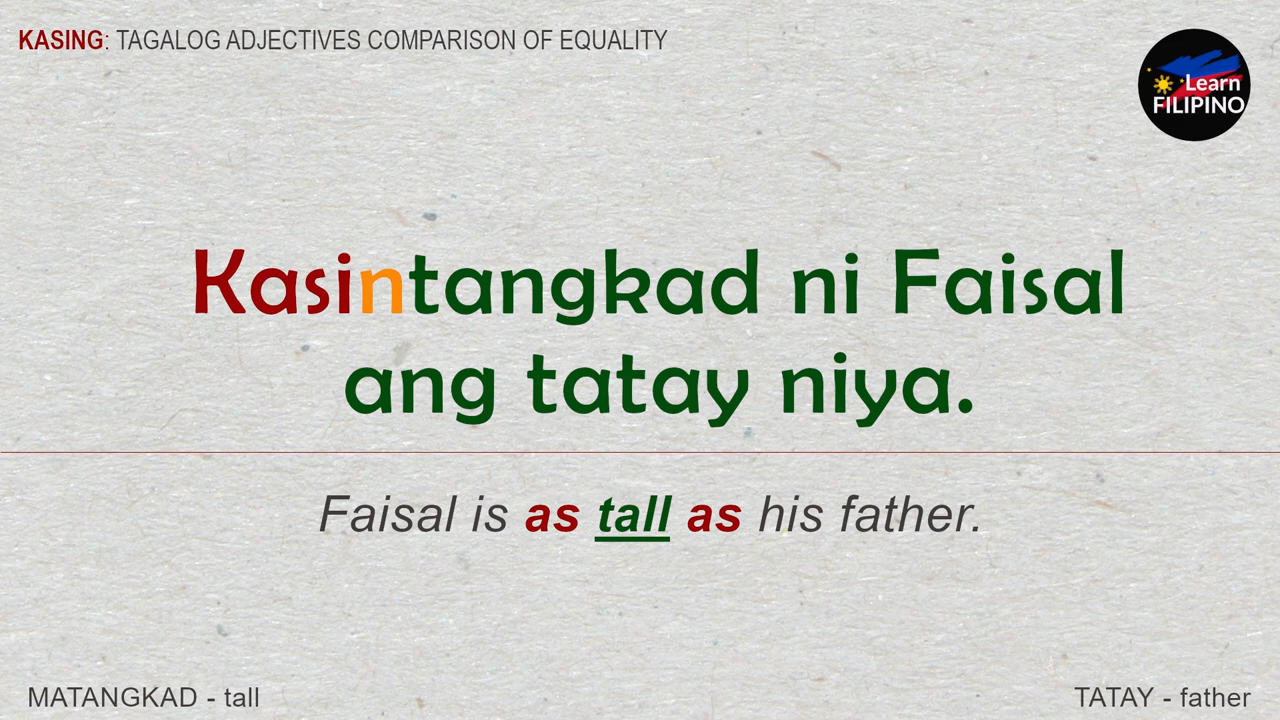 KASING: TAGALOG ADJECTIVES COMPARISON OF EQUALITY
Learn
FILIPINO
Kasintangkad ni Faisal
ang tatay niya.
Faisal is as tall as his father.
MATANGKAD - tall
TATAY - father